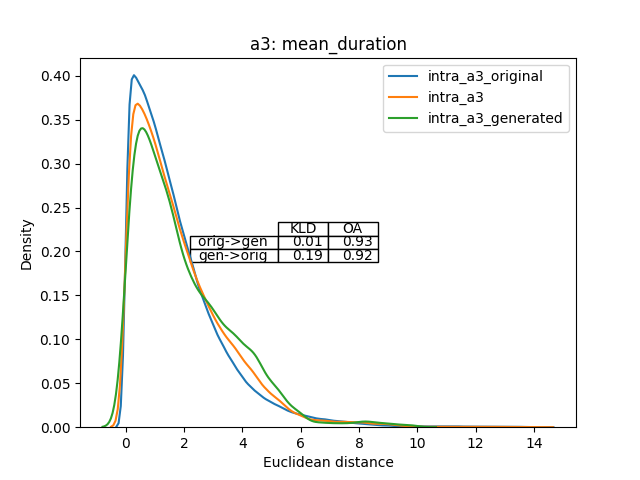 a3: mean_duration
0.40
0.35
0.30
0.25
0.20
0.15
0.10
0.05
0.00
Density
intra_a3_original
intra_a3
intra_a3_generated
KLD OA
orig->gen 0.01 0.93
gen->orig 0.19 0.92
0 2 4 6 8 10 12 14
Euclidean distance